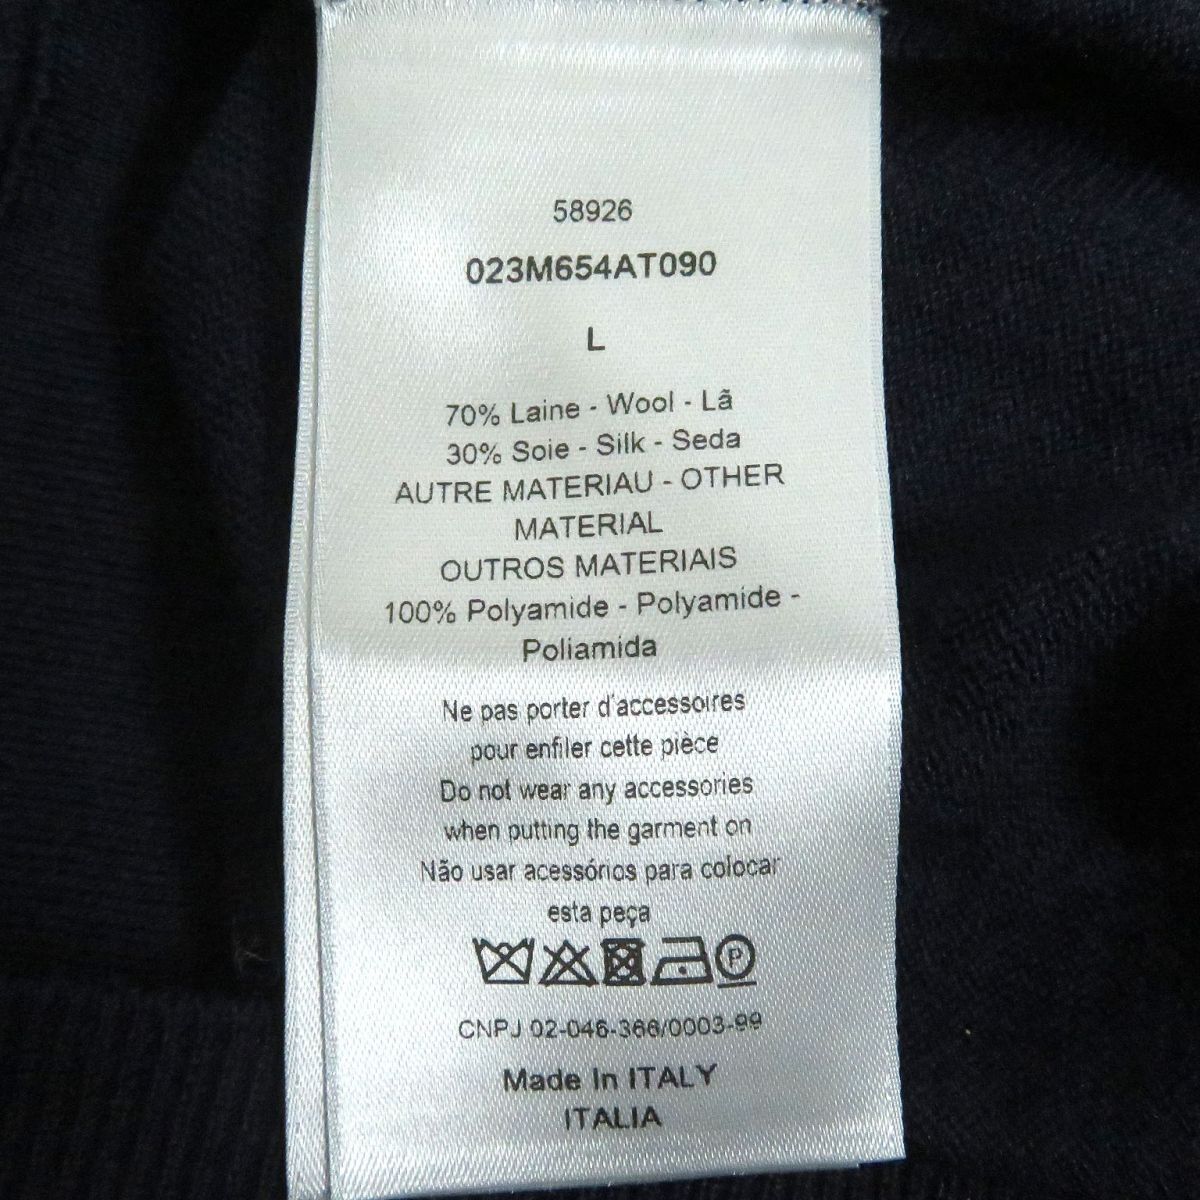 58926
023M654AT090
L
70% Laine - Wool - Lã
30% Soie - Silk - Seda
AUTRE MATERIAU - OTHER
MATERIAL
OUTROS MATERIAIS
100% Polyamide - Polyamide -
Poliamida
Ne pas porter d'accessoires
pour enfiler cette pièce
Do not wear any accessories
when putting the garment on
Não usar acessórios para colocar
esta peça
P
CNPJ 02-046-366/0003-99
Made In ITALY
ITALIA